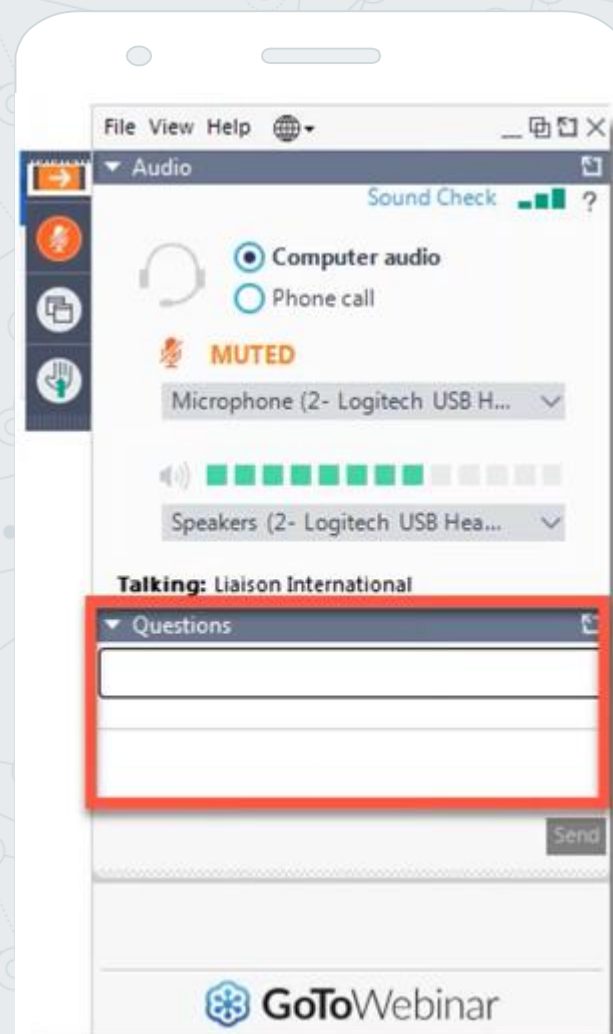 File View Help
Audio
Sound Check ?
Computer audio
Phone call
MUTED
Microphone (2- Logitech USB H...
Speakers (2- Logitech USB Hea...
Talking: Liaison International
Questions
Send
GoToWebinar